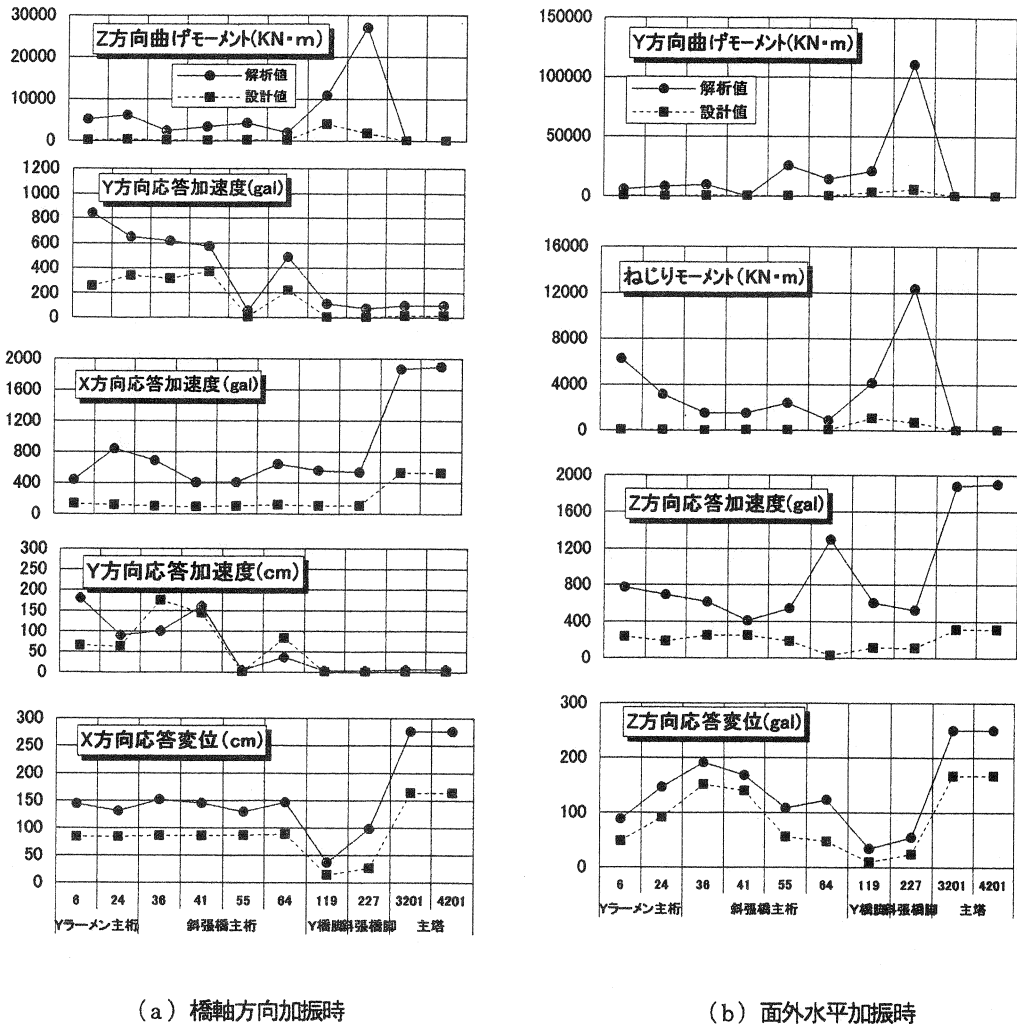 Z方向曲げモーメント(KN・m)
解析値
設計値
30000
20000
10000
0
Y方向応答加速度(gal)
1200
1000
800
600
400
200
0
X方向応答加速度(gal)
2000
1600
1200
800
400
0
Y方向応答加速度(cm)
300
250
200
150
100
50
0
X方向応答変位(cm)
300
250
200
150
100
50
0
6 24 36 41 55 64 119 227 3201 4201
Yラーメン主桁 斜張橋主桁 Y橋脚 斜張橋脚 主塔
(a) 橋軸方向加振時
Y方向曲げモーメント(KN・m)
解析値
設計値
150000
100000
50000
0
ねじりモーメント(KN・m)
16000
12000
8000
4000
0
Z方向応答加速度(gal)
2000
1600
1200
800
400
0
Z方向応答変位(gal)
300
200
100
0
6 24 36 41 55 64 119 227 3201 4201
Yラーメン主桁 斜張橋主桁 Y橋脚 斜張橋脚 主塔
(b) 面外水平加振時